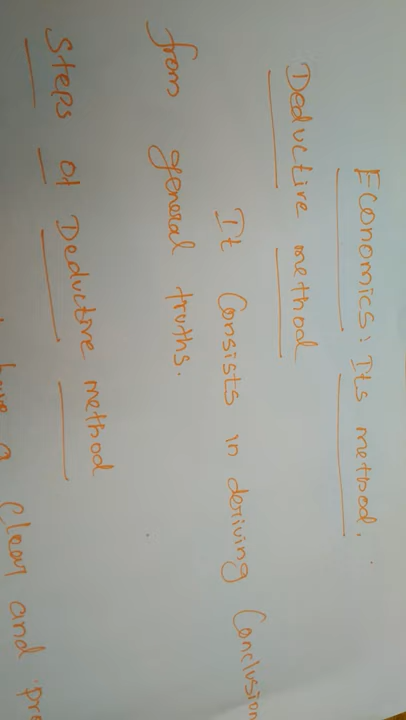 Economics: Its method.
Deductive method
It Consists in deriving Conclusion
from general truths.
Steps of Deductive method
have a Clear and